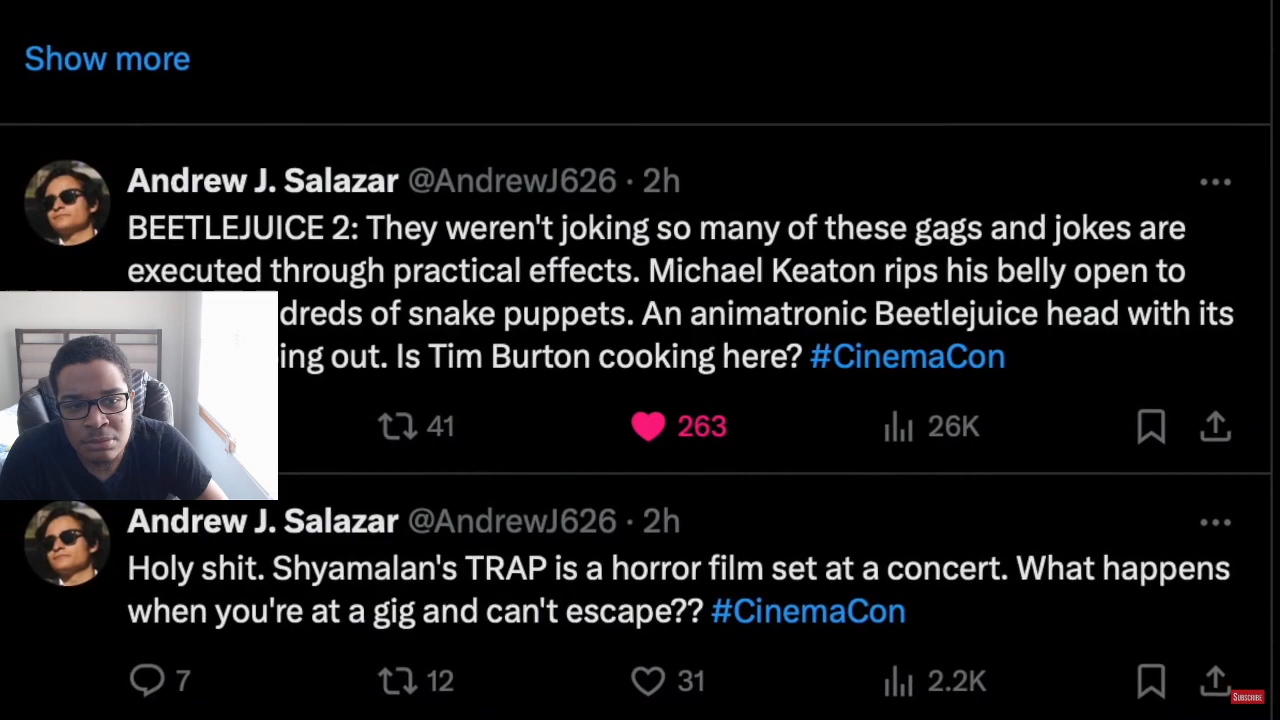 Show more
Andrew J. Salazar @AndrewJ626 · 2h
BEETLEJUICE 2: They weren't joking so many of these gags and jokes are
executed through practical effects. Michael Keaton rips his belly open to
dreds of snake puppets. An animatronic Beetlejuice head with its
ing out. Is Tim Burton cooking here? #CinemaCon
41 263 26K
Andrew J. Salazar @AndrewJ626 · 2h
Holy shit. Shyamalan's TRAP is a horror film set at a concert. What happens
when you're at a gig and can't escape?? #CinemaCon
7 12 31 2.2K
SUBSCRIBE